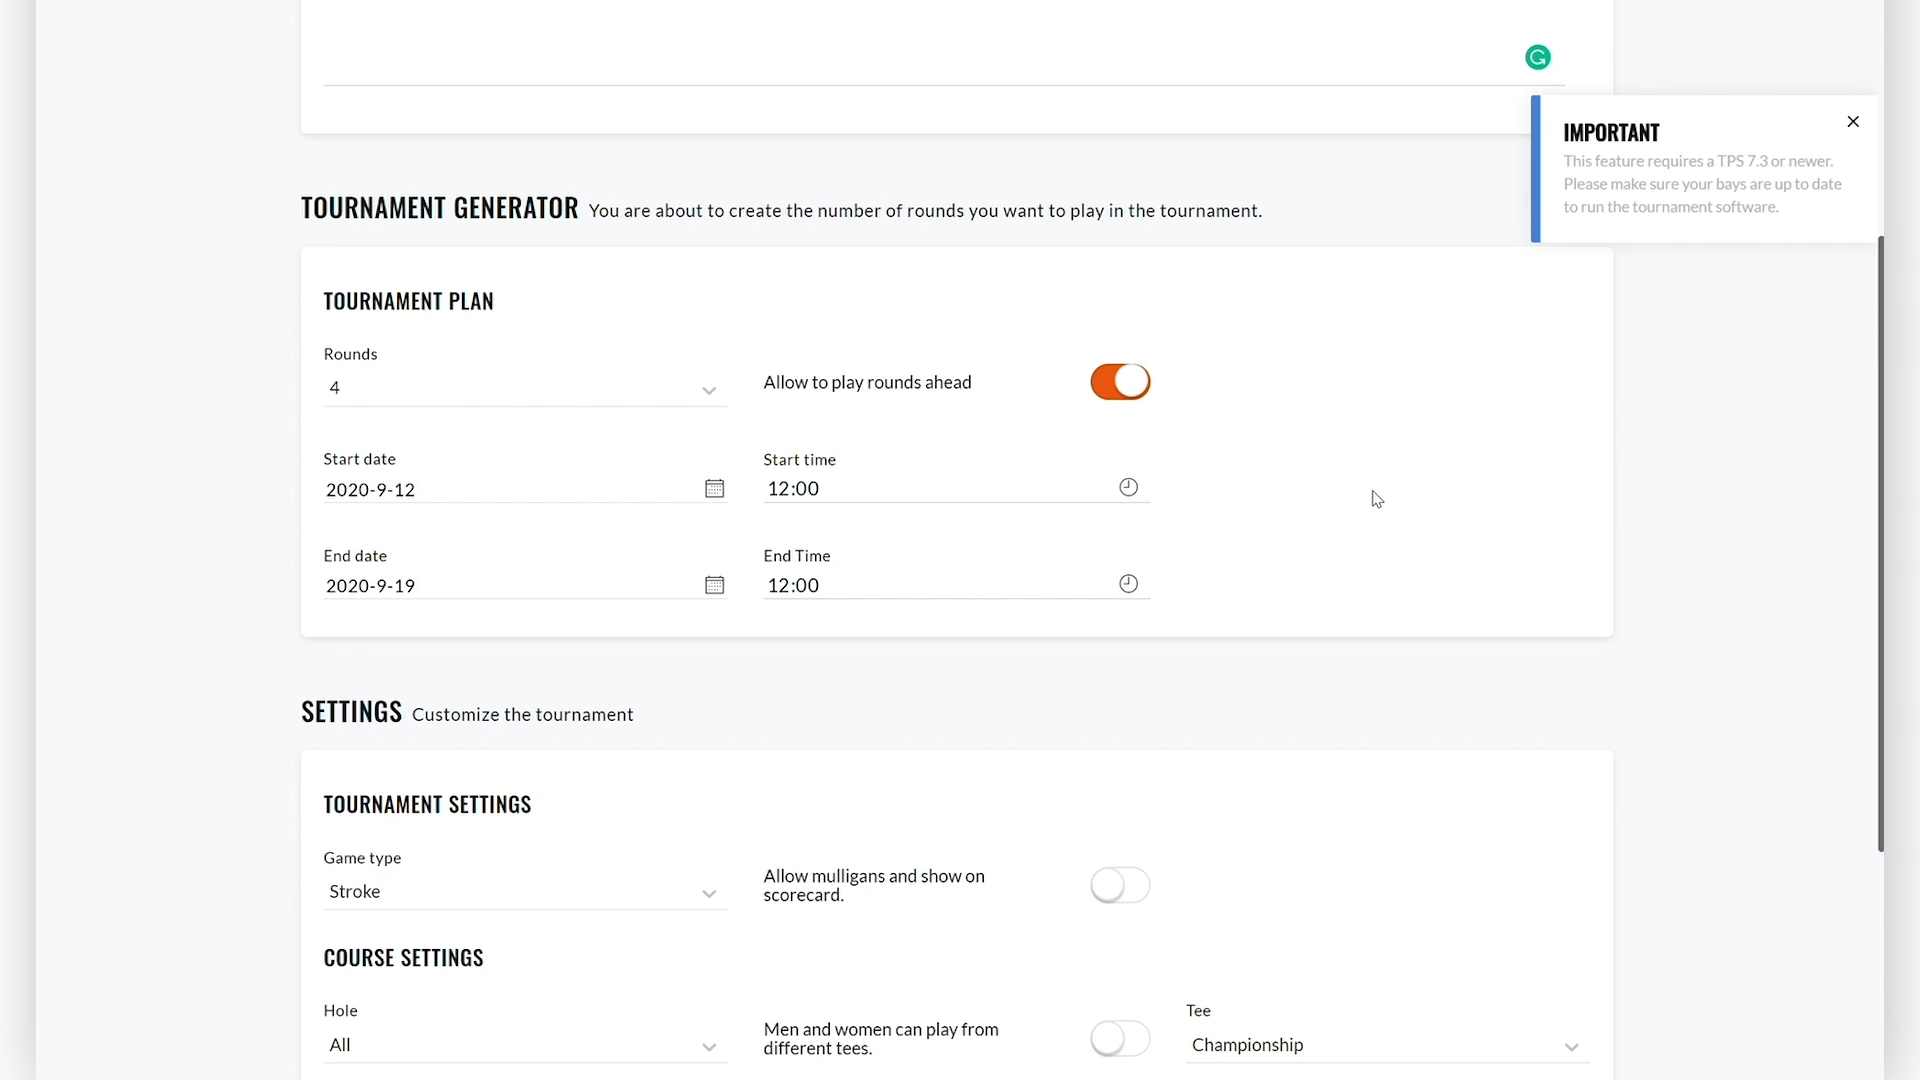 IMPORTANT
This feature requires a TPS 7.3 or newer.
Please make sure your bays are up to date
to run the tournament software.
TOURNAMENT GENERATOR You are about to create the number of rounds you want to play in the tournament.
TOURNAMENT PLAN
Rounds
4
Allow to play rounds ahead
Start date
2020-9-12
Start time
12:00
End date
2020-9-19
End Time
12:00
SETTINGS Customize the tournament
TOURNAMENT SETTINGS
Game type
Stroke
Allow mulligans and show on
scorecard.
COURSE SETTINGS
Hole
All
Men and women can play from
different tees.
Tee
Championship